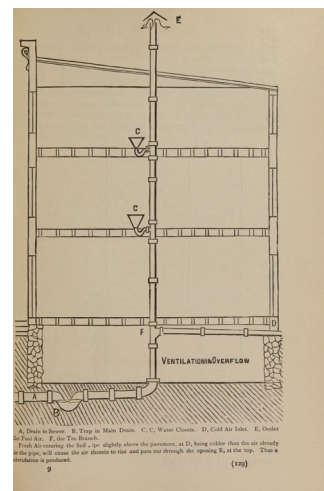 E
C
C
D
F
VENTILATION & OVERFLOW
A
B
A, Drain to Sewer. B, Trap in Main Drain. C, C, Water Closets. D, Cold Air Inlet. E, Outlet
for Foul Air. F, the Tee Branch.
Fresh Air entering the Soil pipe slightly above the pavement, at D, being colder than the air already
in the pipe, will cause the air therein to rise and pass out through the opening E, at the top. Thus a
circulation is produced.
9
(129)